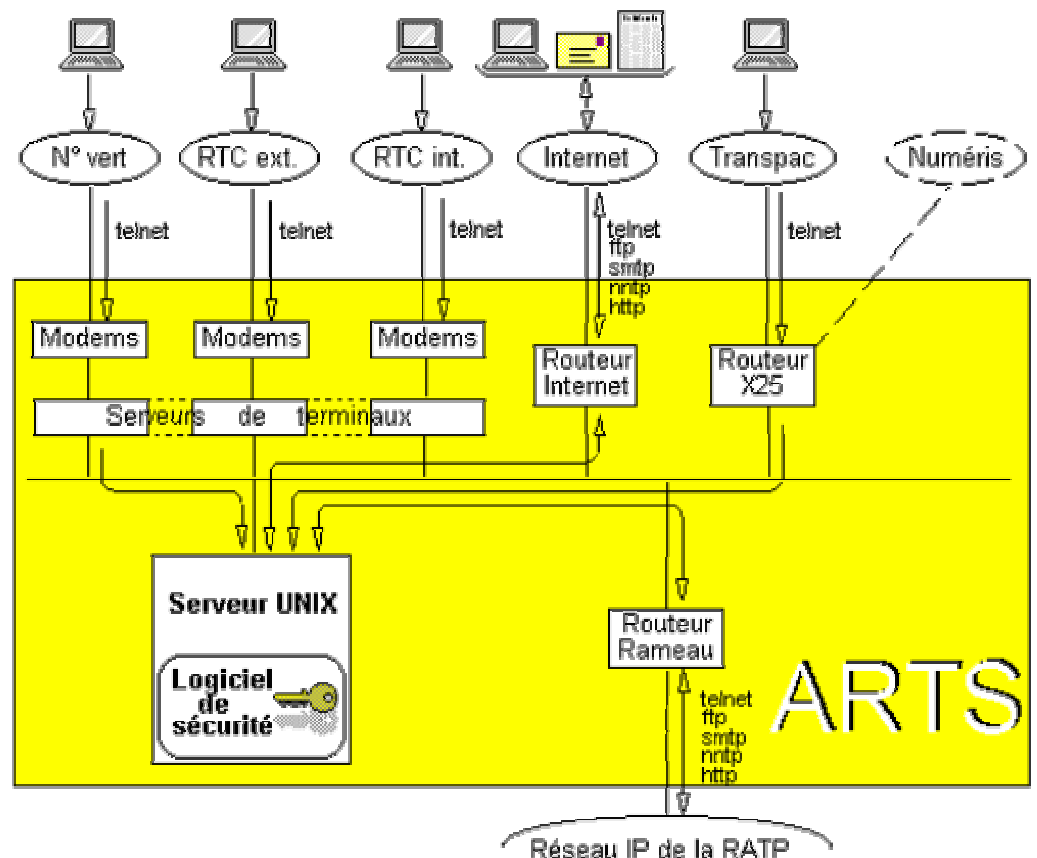 N° vert
RTC ext.
RTC int.
Internet
Transpac
Numéris
telnet
telnet
telnet
telnet
ftp
smtp
nntp
http
telnet
Modems
Modems
Modems
Routeur
Internet
Routeur
X25
Serveurs de terminaux
Serveur UNIX
Logiciel
de
sécurité
Routeur
Rameau
ARTS
telnet
ftp
smtp
nntp
http
Réseau IP de la RATP